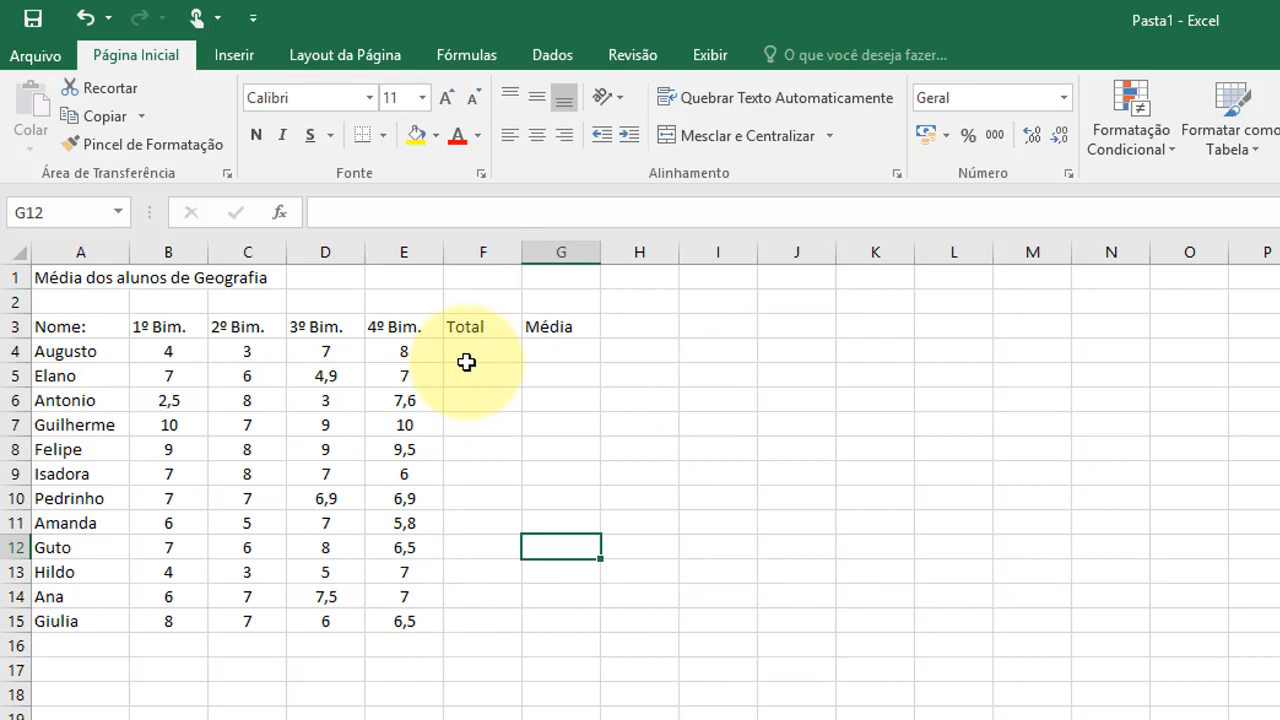 Pasta1 - Excel
Arquivo Página Inicial Inserir Layout da Página Fórmulas Dados Revisão Exibir O que você deseja fazer...
Colar
Recortar
Copiar
Pincel de Formatação
Área de Transferência
Calibri 11
N I S A
Fonte
Quebrar Texto Automaticamente
Mesclar e Centralizar
Alinhamento
Geral
% 000 ,00 ,0
Número
Formatação Condicional
Formatar como Tabela
G12 fx
A B C D E F G H I J K L M N O P
1 Média dos alunos de Geografia
2
3 Nome: 1º Bim. 2º Bim. 3º Bim. 4º Bim. Total Média
4 Augusto 4 3 7 8
5 Elano 7 6 4,9 7
6 Antonio 2,5 8 3 7,6
7 Guilherme 10 7 9 10
8 Felipe 9 8 9 9,5
9 Isadora 7 8 7 6
10 Pedrinho 7 7 6,9 6,9
11 Amanda 6 5 7 5,8
12 Guto 7 6 8 6,5
13 Hildo 4 3 5 7
14 Ana 6 7 7,5 7
15 Giulia 8 7 6 6,5
16
17
18
19